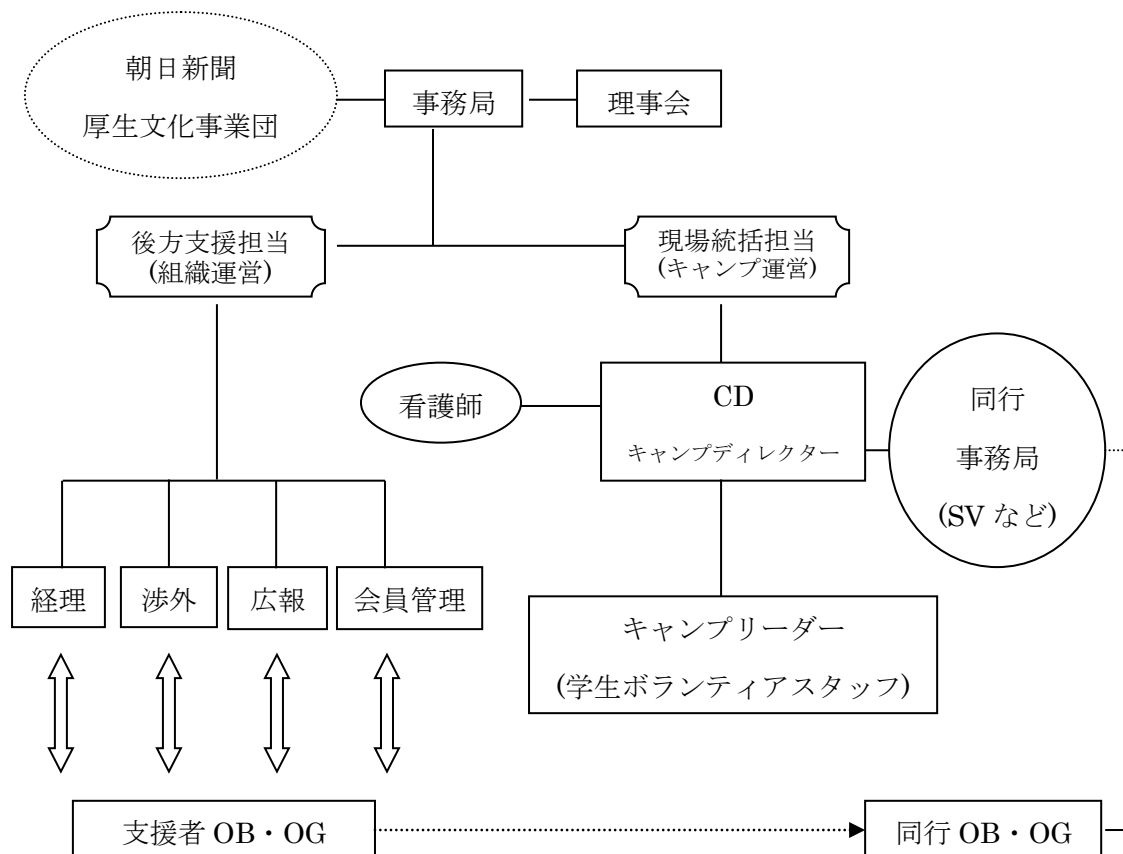 朝日新聞
厚生文化事業団
事務局
理事会
後方支援担当
(組織運営)
現場統括担当
(キャンプ運営)
看護師
CD
キャンプディレクター
同行
事務局
(SV など)
経理
渉外
広報
会員管理
キャンプリーダー
(学生ボランティアスタッフ)
支援者 OB・OG
同行 OB・OG